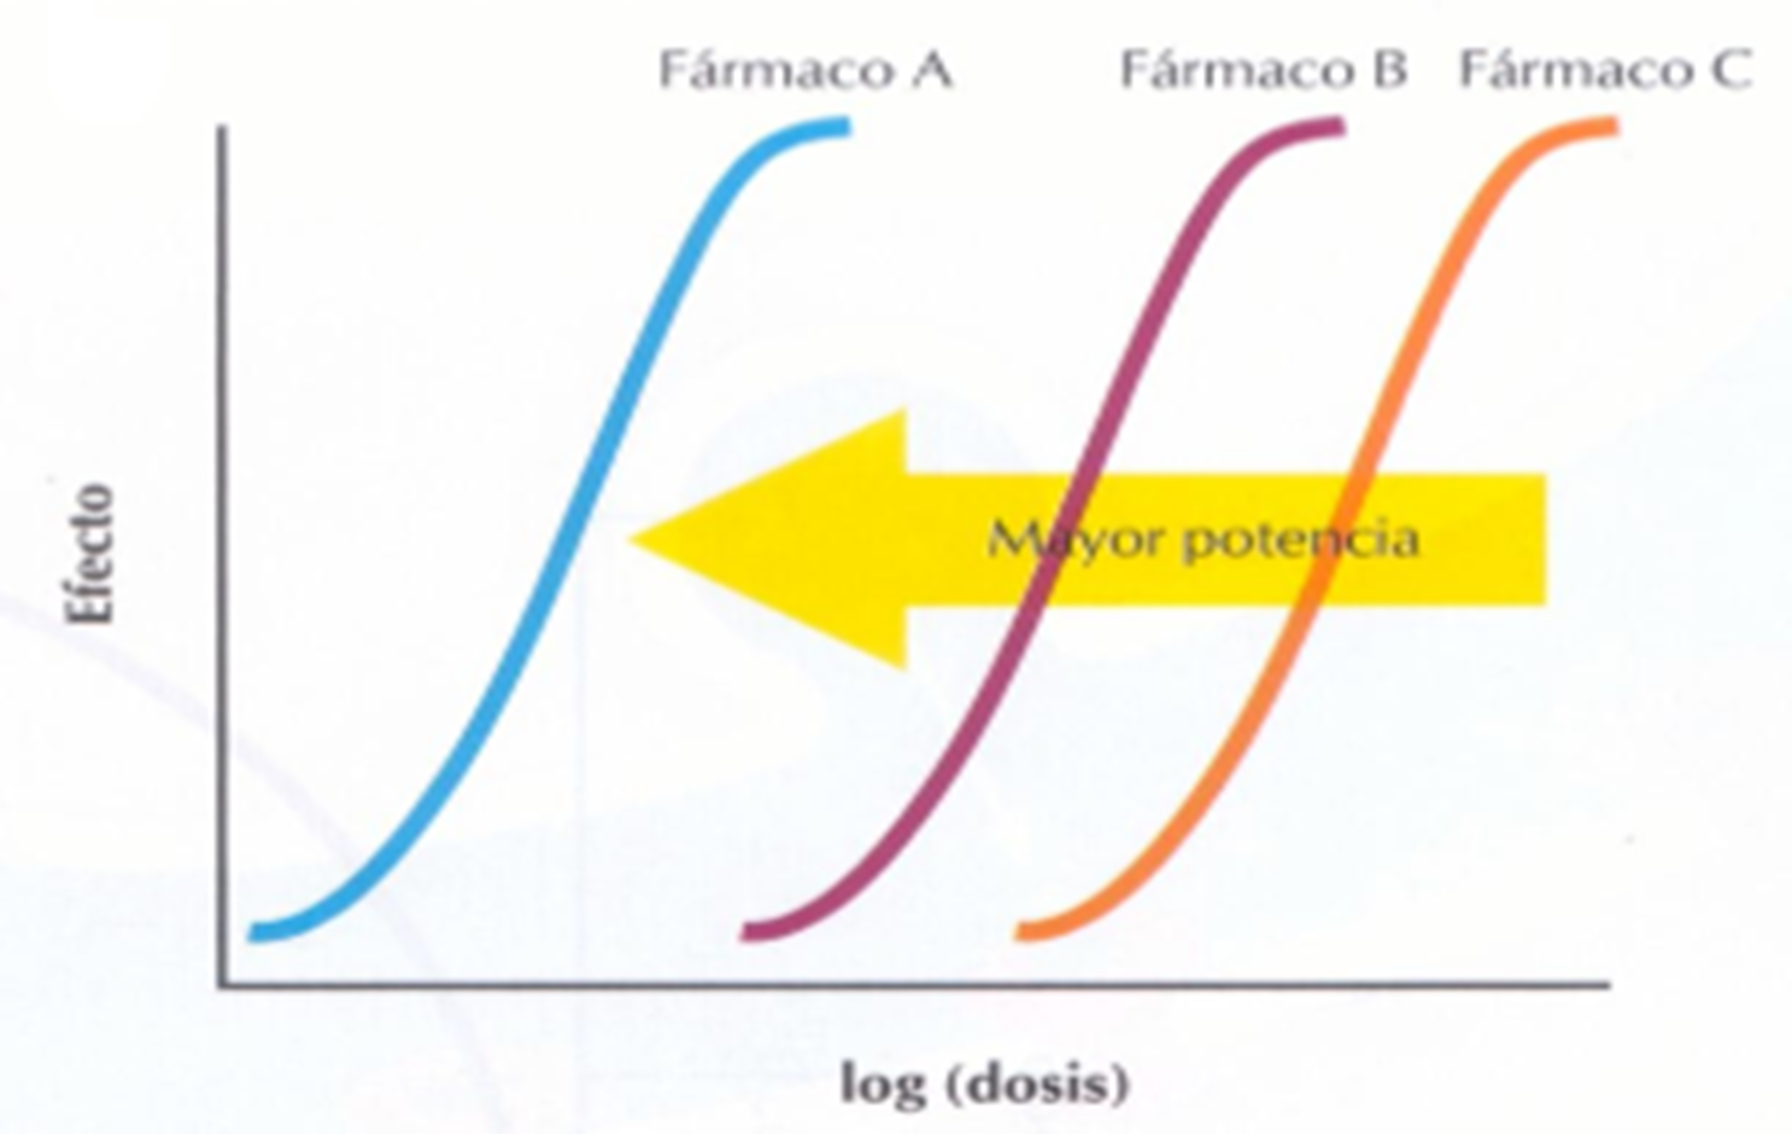 Fármaco A
Fármaco B
Fármaco C
Mayor potencia
Efecto
log (dosis)